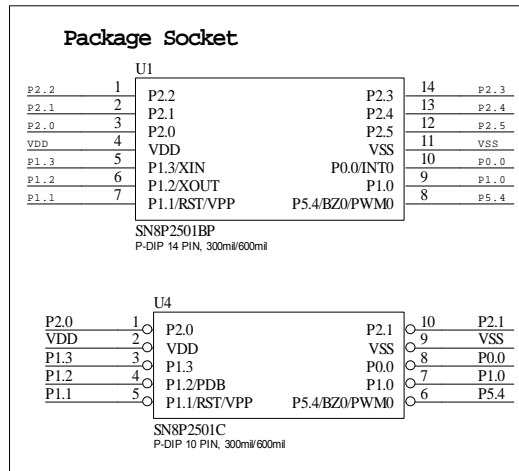 Package Socket
U1
P2.2 1 P2.2 P2.3 14 P2.3
P2.1 2 P2.1 P2.4 13 P2.4
P2.0 3 P2.0 P2.5 12 P2.5
VDD 4 VDD VSS 11 VSS
P1.3 5 P1.3/XIN P0.0/INT0 10 P0.0
P1.2 6 P1.2/XOUT P1.0 9 P1.0
P1.1 7 P1.1/RST/VPP P5.4/BZ0/PWM0 8 P5.4
SN8P2501BP
P-DIP 14 PIN, 300mil/600mil
U4
P2.0 1 P2.0 P2.1 10 P2.1
VDD 2 VDD VSS 9 VSS
P1.3 3 P1.3 P0.0 8 P0.0
P1.2 4 P1.2/PDB P1.0 7 P1.0
P1.1 5 P1.1/RST/VPP P5.4/BZ0/PWM0 6 P5.4
SN8P2501C
P-DIP 10 PIN, 300mil/600mil